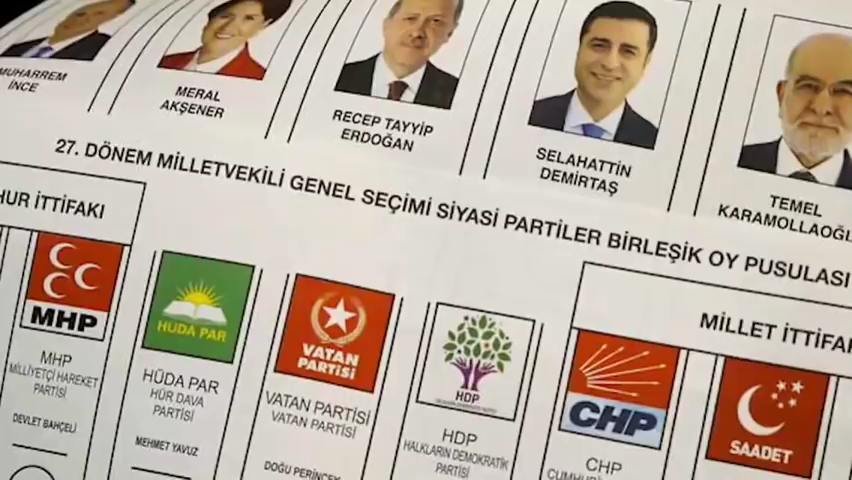 MUHARREM
İNCE
MERAL
AKŞENER
RECEP TAYYİP
ERDOĞAN
SELAHATTİN
DEMİRTAŞ
TEMEL
KARAMOLLAOĞL
27. DÖNEM MİLLETVEKİLİ GENEL SEÇİMİ SİYASİ PARTİLER BİRLEŞİK OY PUSULASI
HUR İTTİFAKI
MİLLET İTTİFA
MHP
MHP
MİLLİYETÇİ HAREKET
PARTİSİ
DEVLET BAHÇELİ
HÜDA PAR
HÜDA PAR
HÜR DAVA
PARTİSİ
MEHMET YAVUZ
VATAN
PARTİSİ
VATAN PARTİSİ
VATAN PARTİSİ
DOĞU PERİNÇEK
HDP
HDP
HALKLARIN DEMOKRATİK
PARTİSİ
CHP
CHP
CUMHUR
SAADET